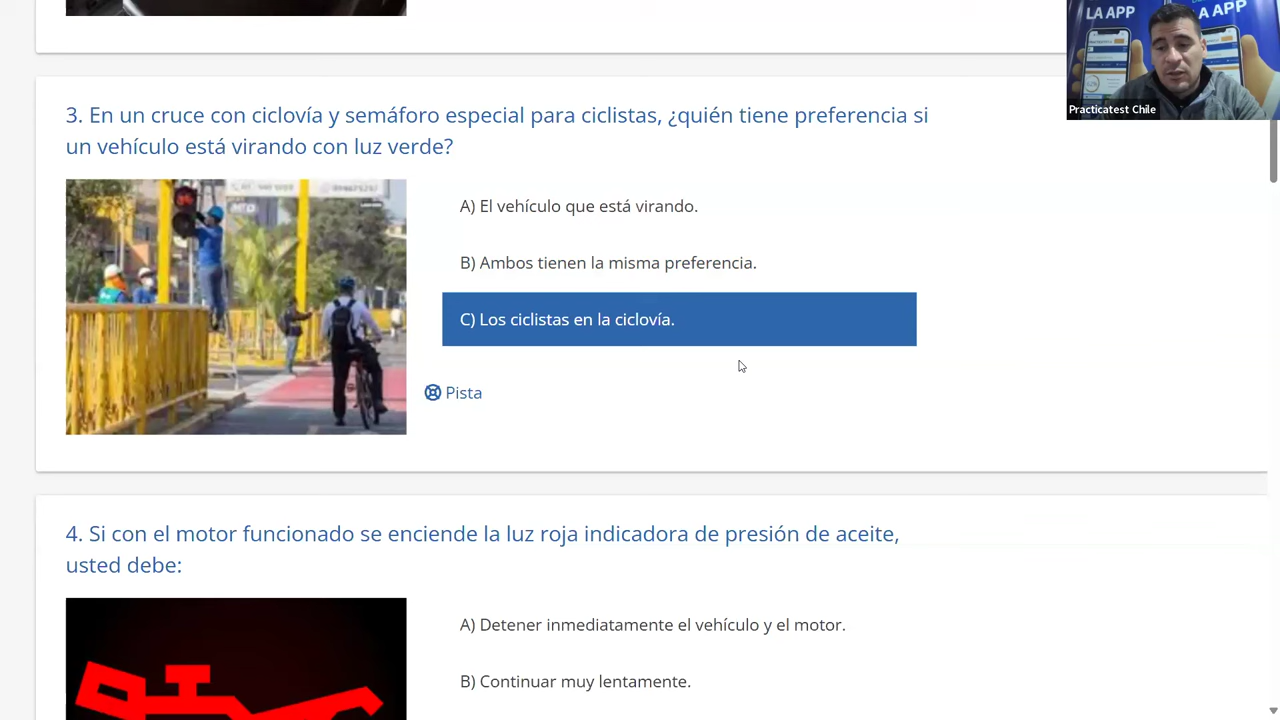 LA APP
LA APP
Practicatest Chile
3. En un cruce con ciclovía y semáforo especial para ciclistas, ¿quién tiene preferencia si
un vehículo está virando con luz verde?
A) El vehículo que está virando.
B) Ambos tienen la misma preferencia.
C) Los ciclistas en la ciclovía.
Pista
4. Si con el motor funcionado se enciende la luz roja indicadora de presión de aceite,
usted debe:
A) Detener inmediatamente el vehículo y el motor.
B) Continuar muy lentamente.